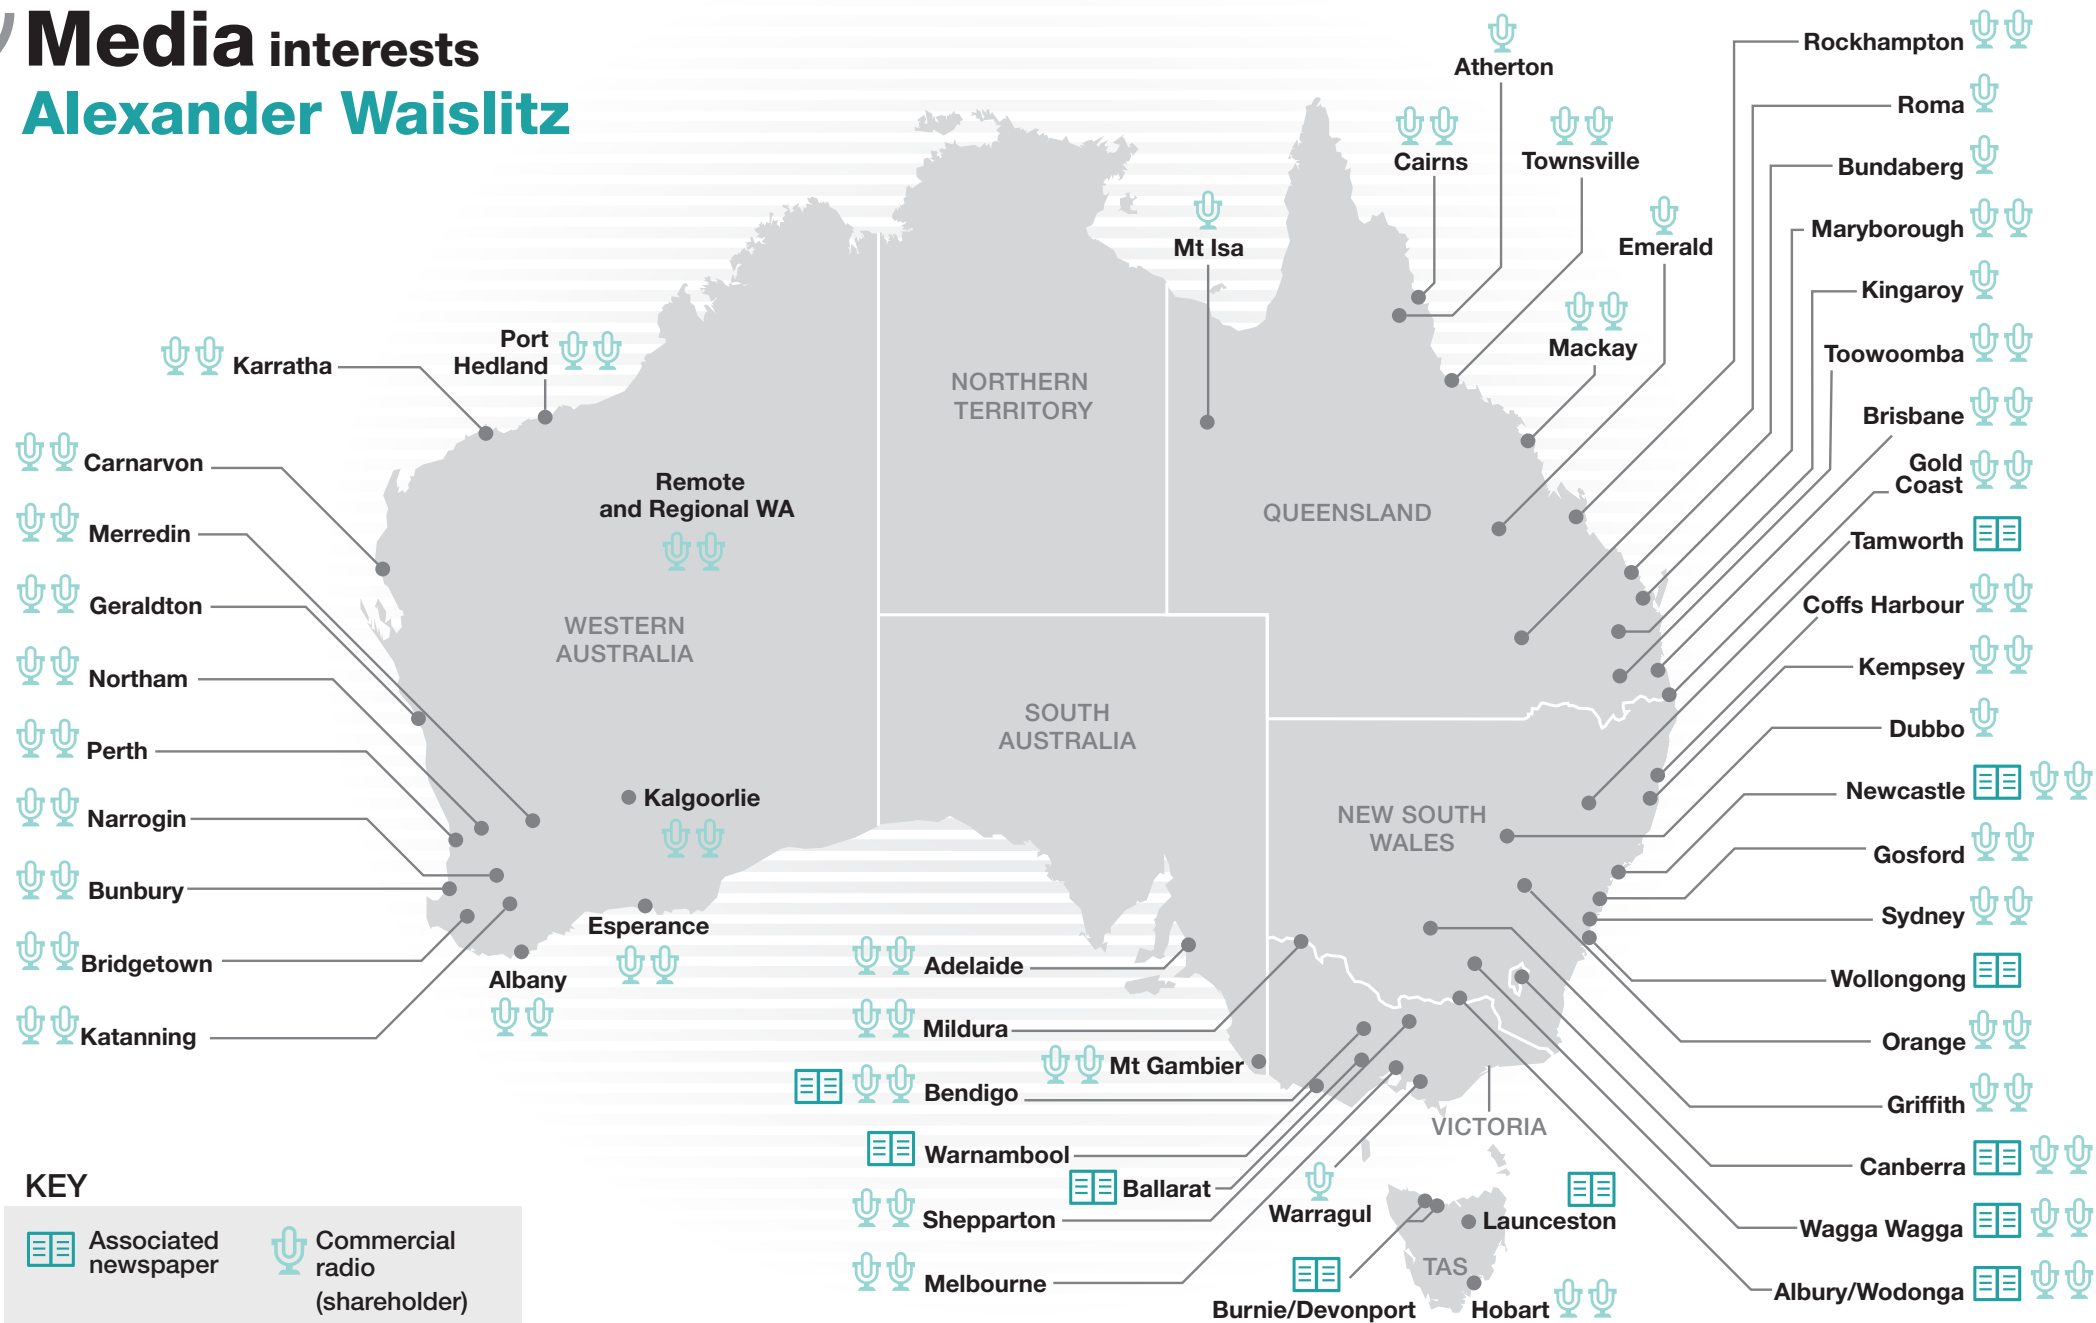 Media interests
Alexander Waislitz
Atherton
Cairns
Townsville
Mt Isa
Emerald
Mackay
Rockhampton
Roma
Bundaberg
Maryborough
Kingaroy
Toowoomba
Brisbane
Gold
Coast
Tamworth
Coffs Harbour
Kempsey
Dubbo
Newcastle
Gosford
Sydney
Wollongong
Orange
Griffith
Canberra
Wagga Wagga
Albury/Wodonga
Port
Hedland
Karratha
Carnarvon
Merredin
Geraldton
Northam
Perth
Narrogin
Bunbury
Bridgetown
Katanning
Remote
and Regional WA
WESTERN
AUSTRALIA
NORTHERN
TERRITORY
QUEENSLAND
SOUTH
AUSTRALIA
NEW SOUTH
WALES
Kalgoorlie
Esperance
Albany
Adelaide
Mildura
Mt Gambier
Bendigo
Warnambool
Ballarat
Shepparton
Melbourne
VICTORIA
Warragul
Launceston
TAS
Burnie/Devonport
Hobart
KEY
Associated
newspaper
Commercial
radio
(shareholder)